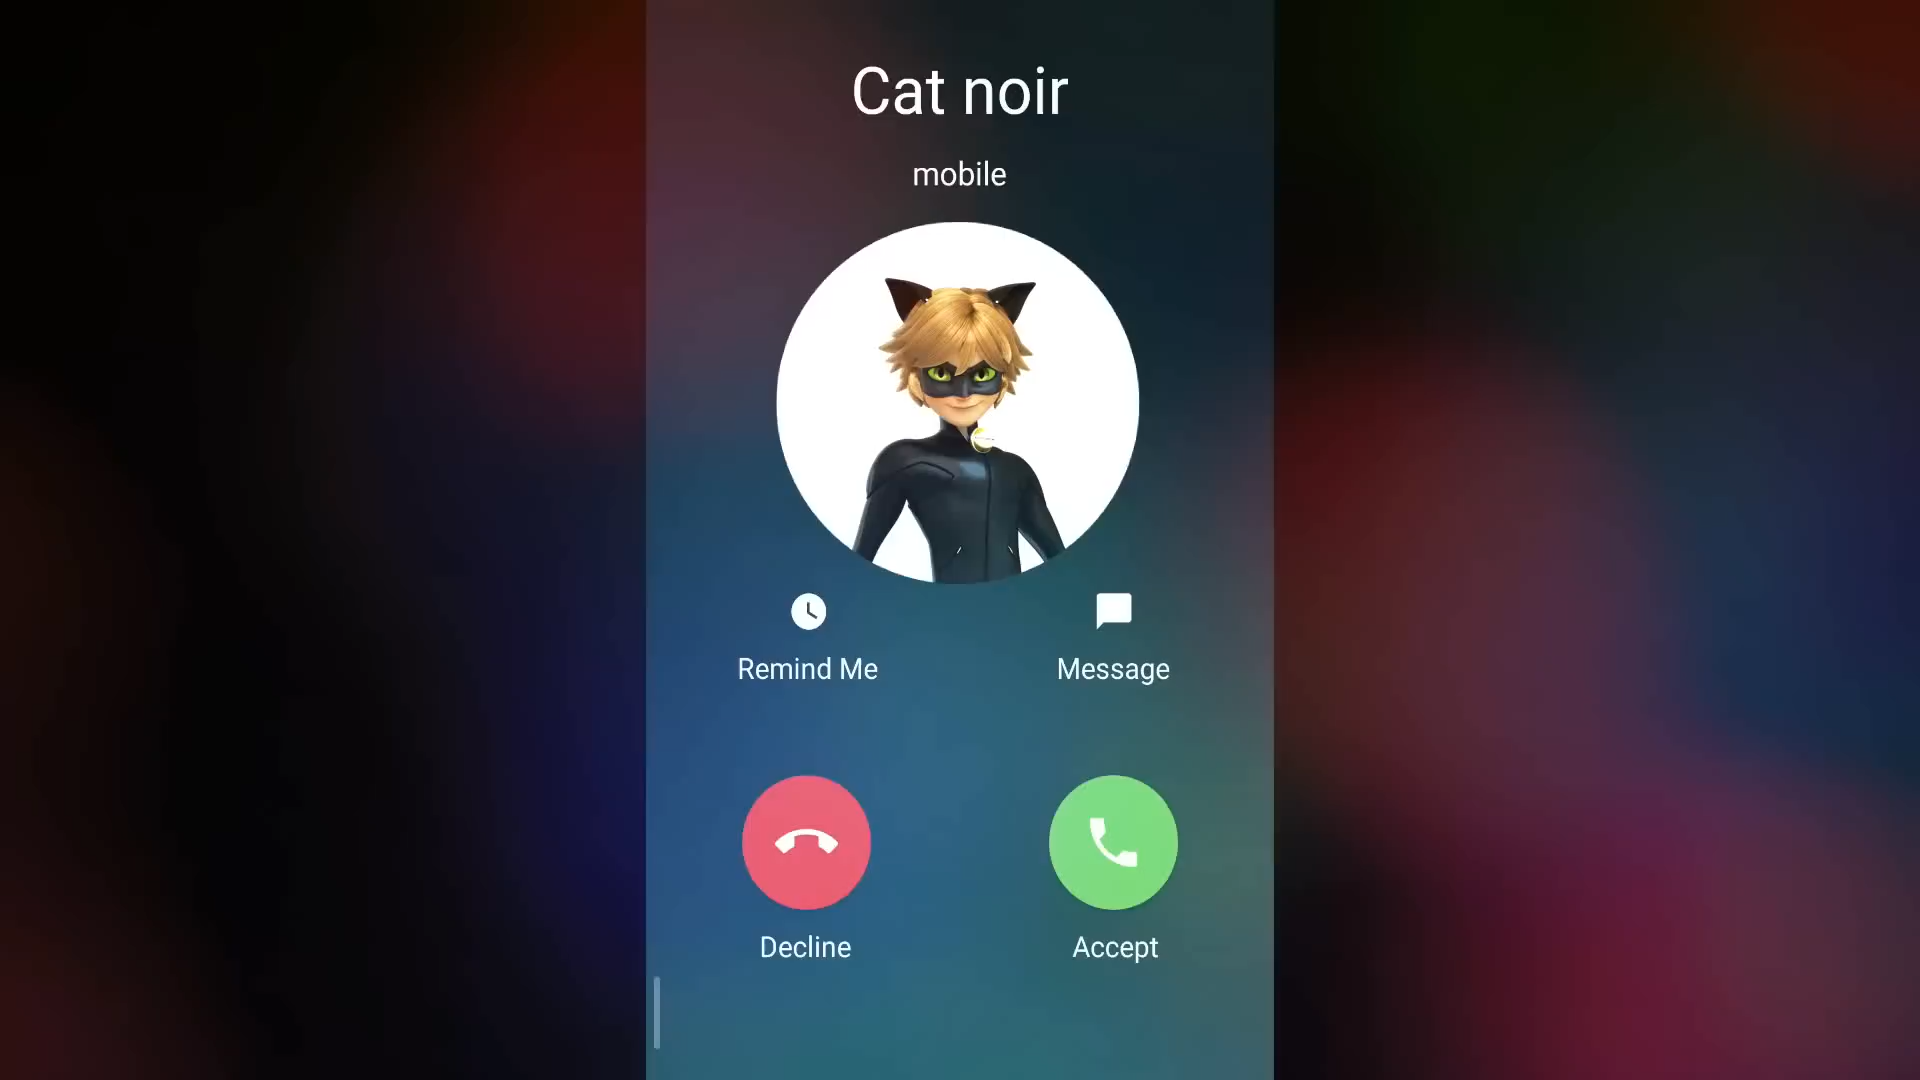 Cat noir
mobile
Remind Me
Message
Decline
Accept